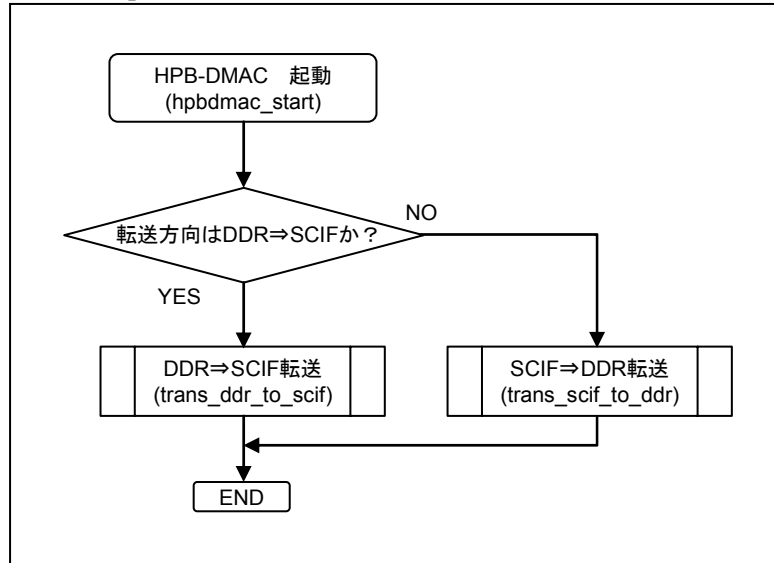 HPB-DMAC 起動
(hpbdmac_start)
転送方向はDDR⇒SCIFか？
NO
YES
DDR⇒SCIF転送
(trans_ddr_to_scif)
SCIF⇒DDR転送
(trans_scif_to_ddr)
END